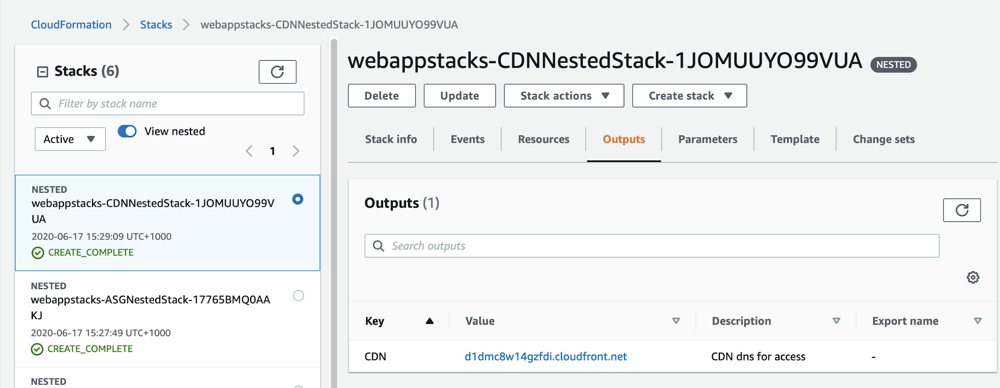 CloudFormation
Stacks
webappstacks-CDNNestedStack-1JOMUUYO99VUA
Stacks (6)
Filter by stack name
Active
View nested
1
NESTED
webappstacks-CDNNestedStack-1JOMUUYO99V
UA
2020-06-17 15:29:09 UTC+1000
CREATE_COMPLETE
NESTED
webappstacks-ASGNestedStack-17765BMQ0AA
KJ
2020-06-17 15:27:49 UTC+1000
CREATE_COMPLETE
NESTED
webappstacks-CDNNestedStack-1JOMUUYO99VUA NESTED
Delete
Update
Stack actions
Create stack
Stack info
Events
Resources
Outputs
Parameters
Template
Change sets
Outputs (1)
Search outputs
Key
Value
Description
Export name
CDN
d1dmc8w14gzfdi.cloudfront.net
CDN dns for access
-